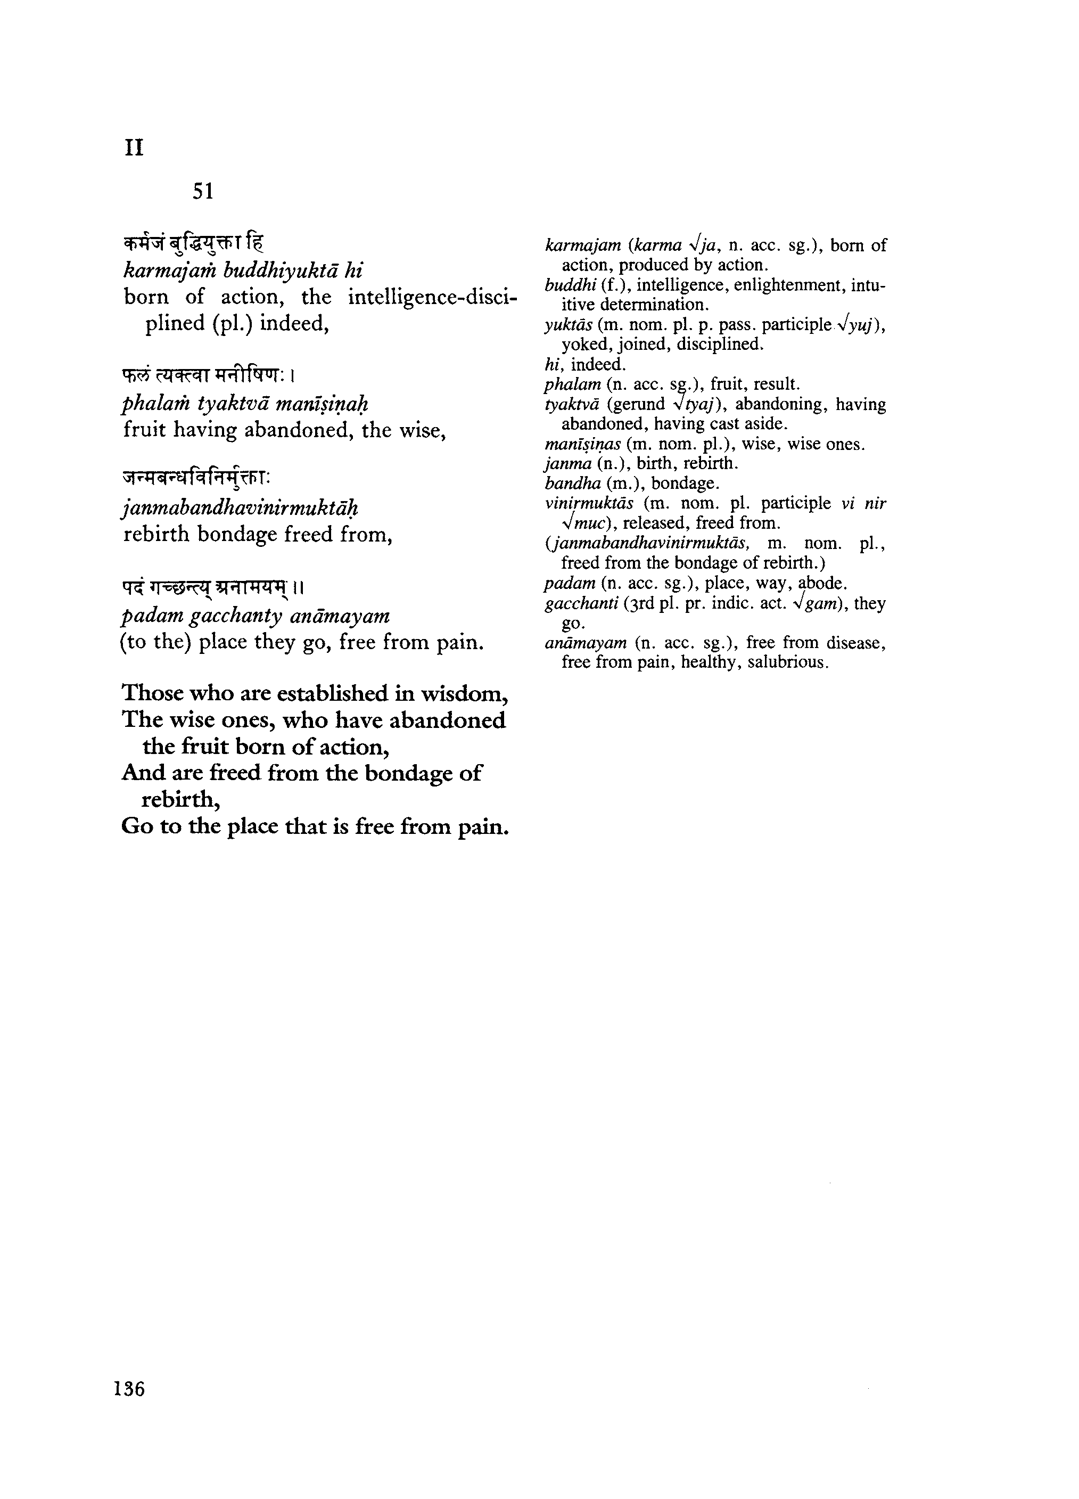 II
51
कर्मजं बुद्धियुक्ता हि
karmajaṁ buddhiyuktā hi
born of action, the intelligence-disci-
plined (pl.) indeed,
फलं त्यक्त्वा मनीषिणः ।
phalaṁ tyaktvā manīṣiṇaḥ
fruit having abandoned, the wise,
जन्मबन्धविनिर्मुक्ताः
janmabandhavinirmuktāḥ
rebirth bondage freed from,
पदं गच्छन्त्य् अनामयम् ॥
padam gacchanty anāmayam
(to the) place they go, free from pain.
Those who are established in wisdom,
The wise ones, who have abandoned
the fruit born of action,
And are freed from the bondage of
rebirth,
Go to the place that is free from pain.
karmajam (karma √ja, n. acc. sg.), born of
action, produced by action.
buddhi (f.), intelligence, enlightenment, intu-
itive determination.
yuktās (m. nom. pl. p. pass. participle √yuj),
yoked, joined, disciplined.
hi, indeed.
phalam (n. acc. sg.), fruit, result.
tyaktvā (gerund √tyaj), abandoning, having
abandoned, having cast aside.
manīṣiṇas (m. nom. pl.), wise, wise ones.
janma (n.), birth, rebirth.
bandha (m.), bondage.
vinirmuktās (m. nom. pl. participle vi nir
√muc), released, freed from.
(janmabandhavinirmuktās, m. nom. pl.,
freed from the bondage of rebirth.)
padam (n. acc. sg.), place, way, abode.
gacchanti (3rd pl. pr. indic. act. √gam), they
go.
anāmayam (n. acc. sg.), free from disease,
free from pain, healthy, salubrious.
136